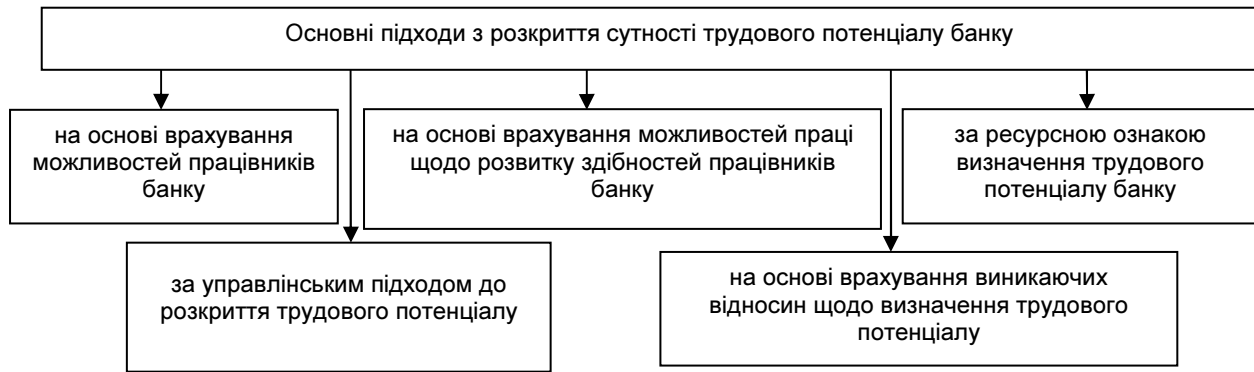 Основні підходи з розкриття сутності трудового потенціалу банку
на основі врахування
можливостей працівників
банку
на основі врахування можливостей праці
щодо розвитку здібностей працівників
банку
за ресурсною ознакою
визначення трудового
потенціалу банку
за управлінським підходом до
розкриття трудового потенціалу
на основі врахування виникаючих
відносин щодо визначення трудового
потенціалу